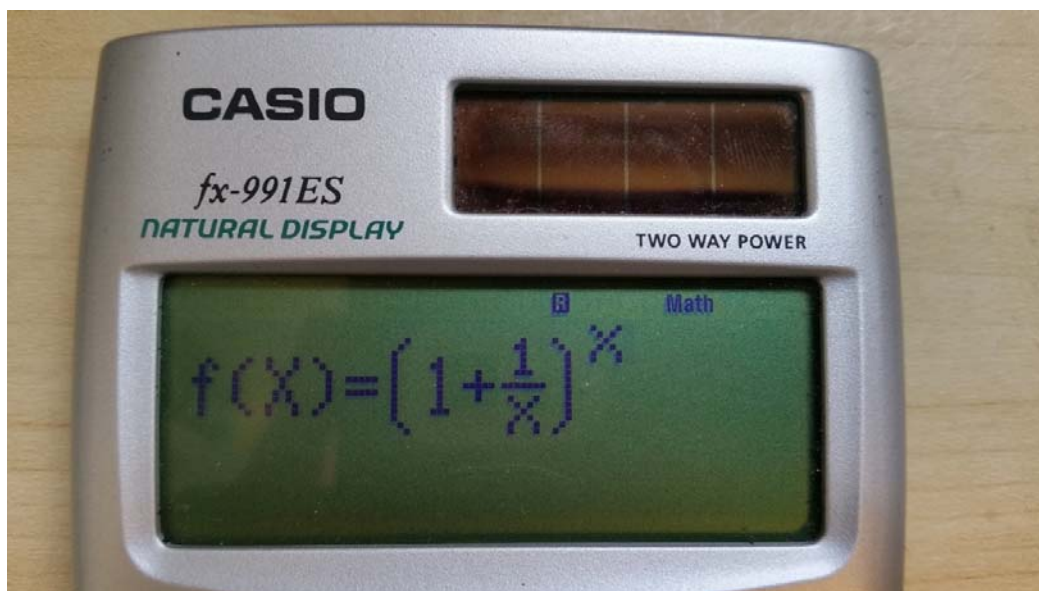 CASIO
fx-991ES
NATURAL DISPLAY
TWO WAY POWER
R Math
f(X)=(1+1/X)^X